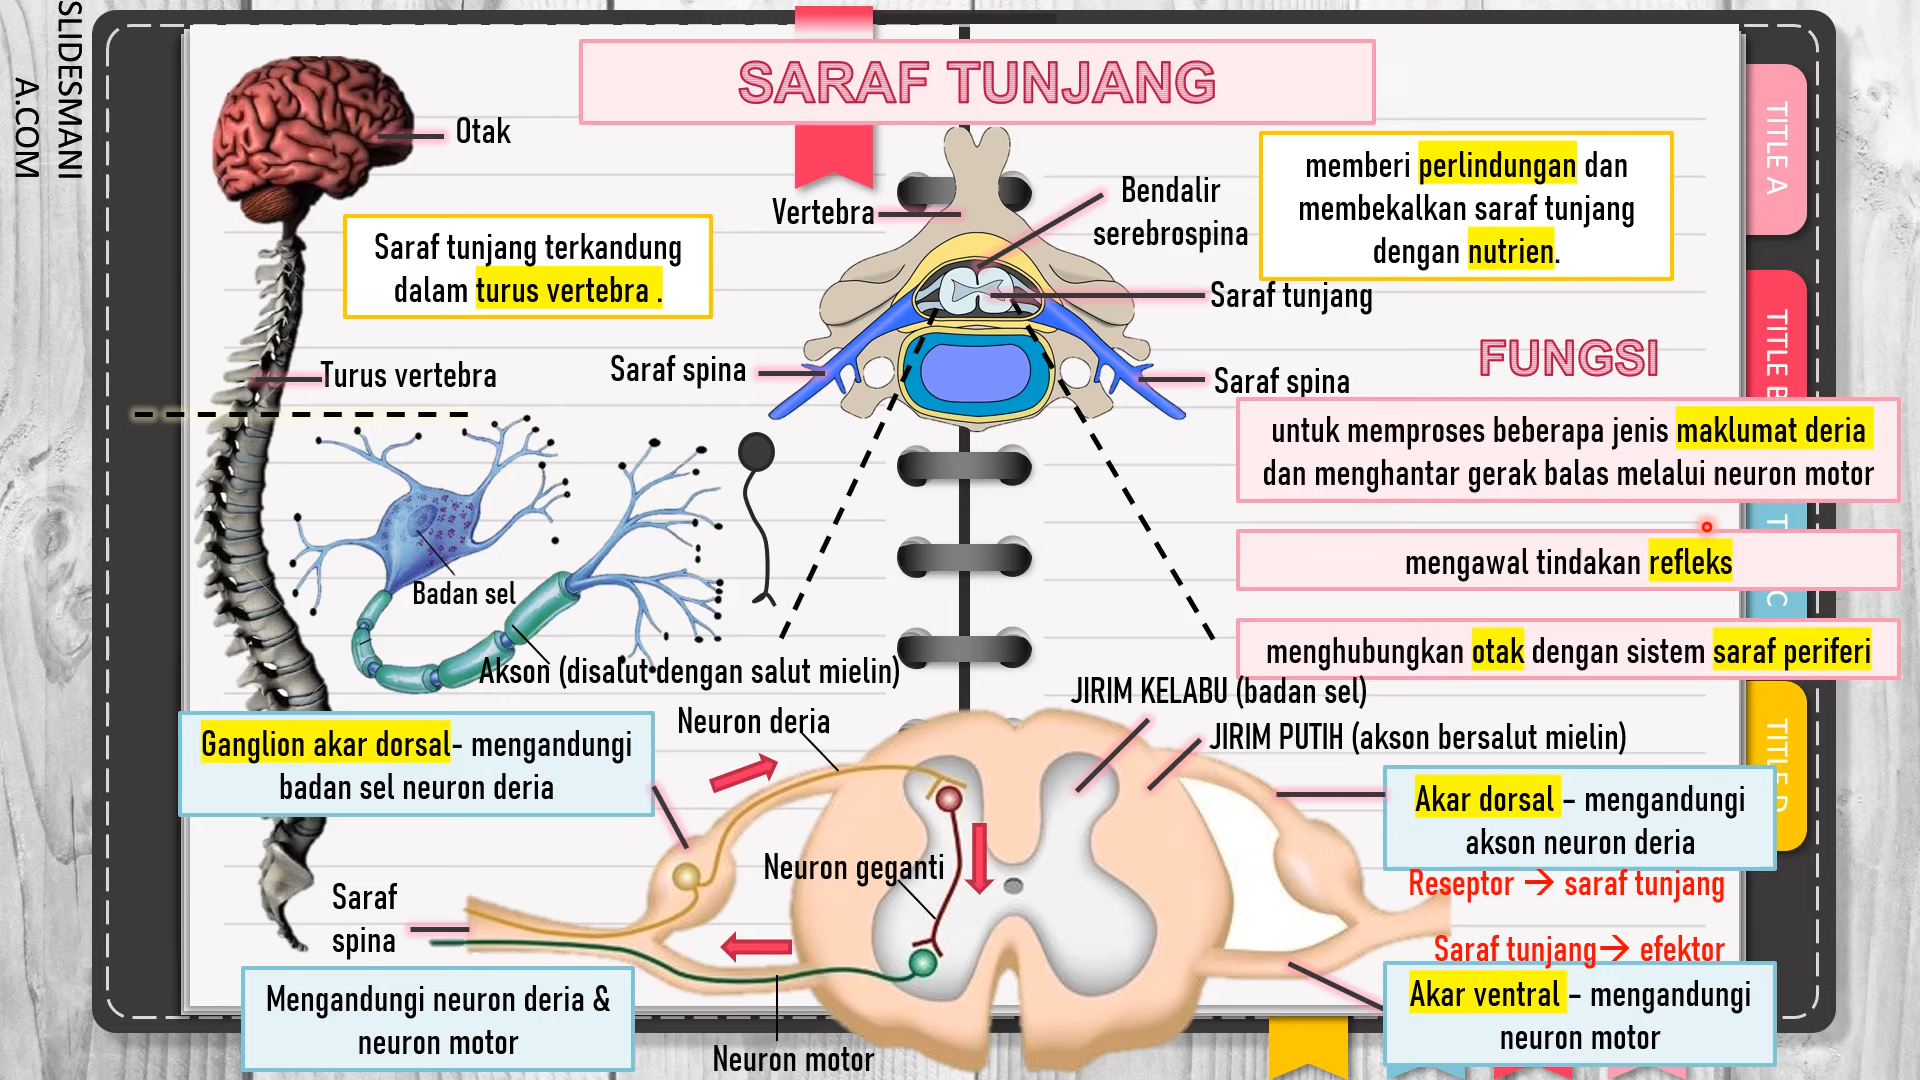 SLIDESMANI
A.COM
SARAF TUNJANG
Otak
Saraf tunjang terkandung
dalam turus vertebra .
Turus vertebra
Vertebra
Bendalir
serebrospina
memberi perlindungan dan
membekalkan saraf tunjang
dengan nutrien.
Saraf tunjang
Saraf spina
Saraf spina
FUNGSI
untuk memproses beberapa jenis maklumat deria
dan menghantar gerak balas melalui neuron motor
mengawal tindakan refleks
menghubungkan otak dengan sistem saraf periferi
Badan sel
Akson (disalut dengan salut mielin)
JIRIM KELABU (badan sel)
JIRIM PUTIH (akson bersalut mielin)
Neuron deria
Ganglion akar dorsal- mengandungi
badan sel neuron deria
Neuron geganti
Saraf
spina
Mengandungi neuron deria &
neuron motor
Neuron motor
Akar dorsal – mengandungi
akson neuron deria
Reseptor → saraf tunjang
Saraf tunjang→ efektor
Akar ventral – mengandungi
neuron motor
TITLE A
TITLE B
T C
TITLE D